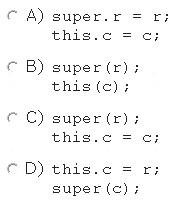 A) super.r = r;
this.c = c;
B) super(r);
this(c);
C) super(r);
this.c = c;
D) this.c = r;
super(c);